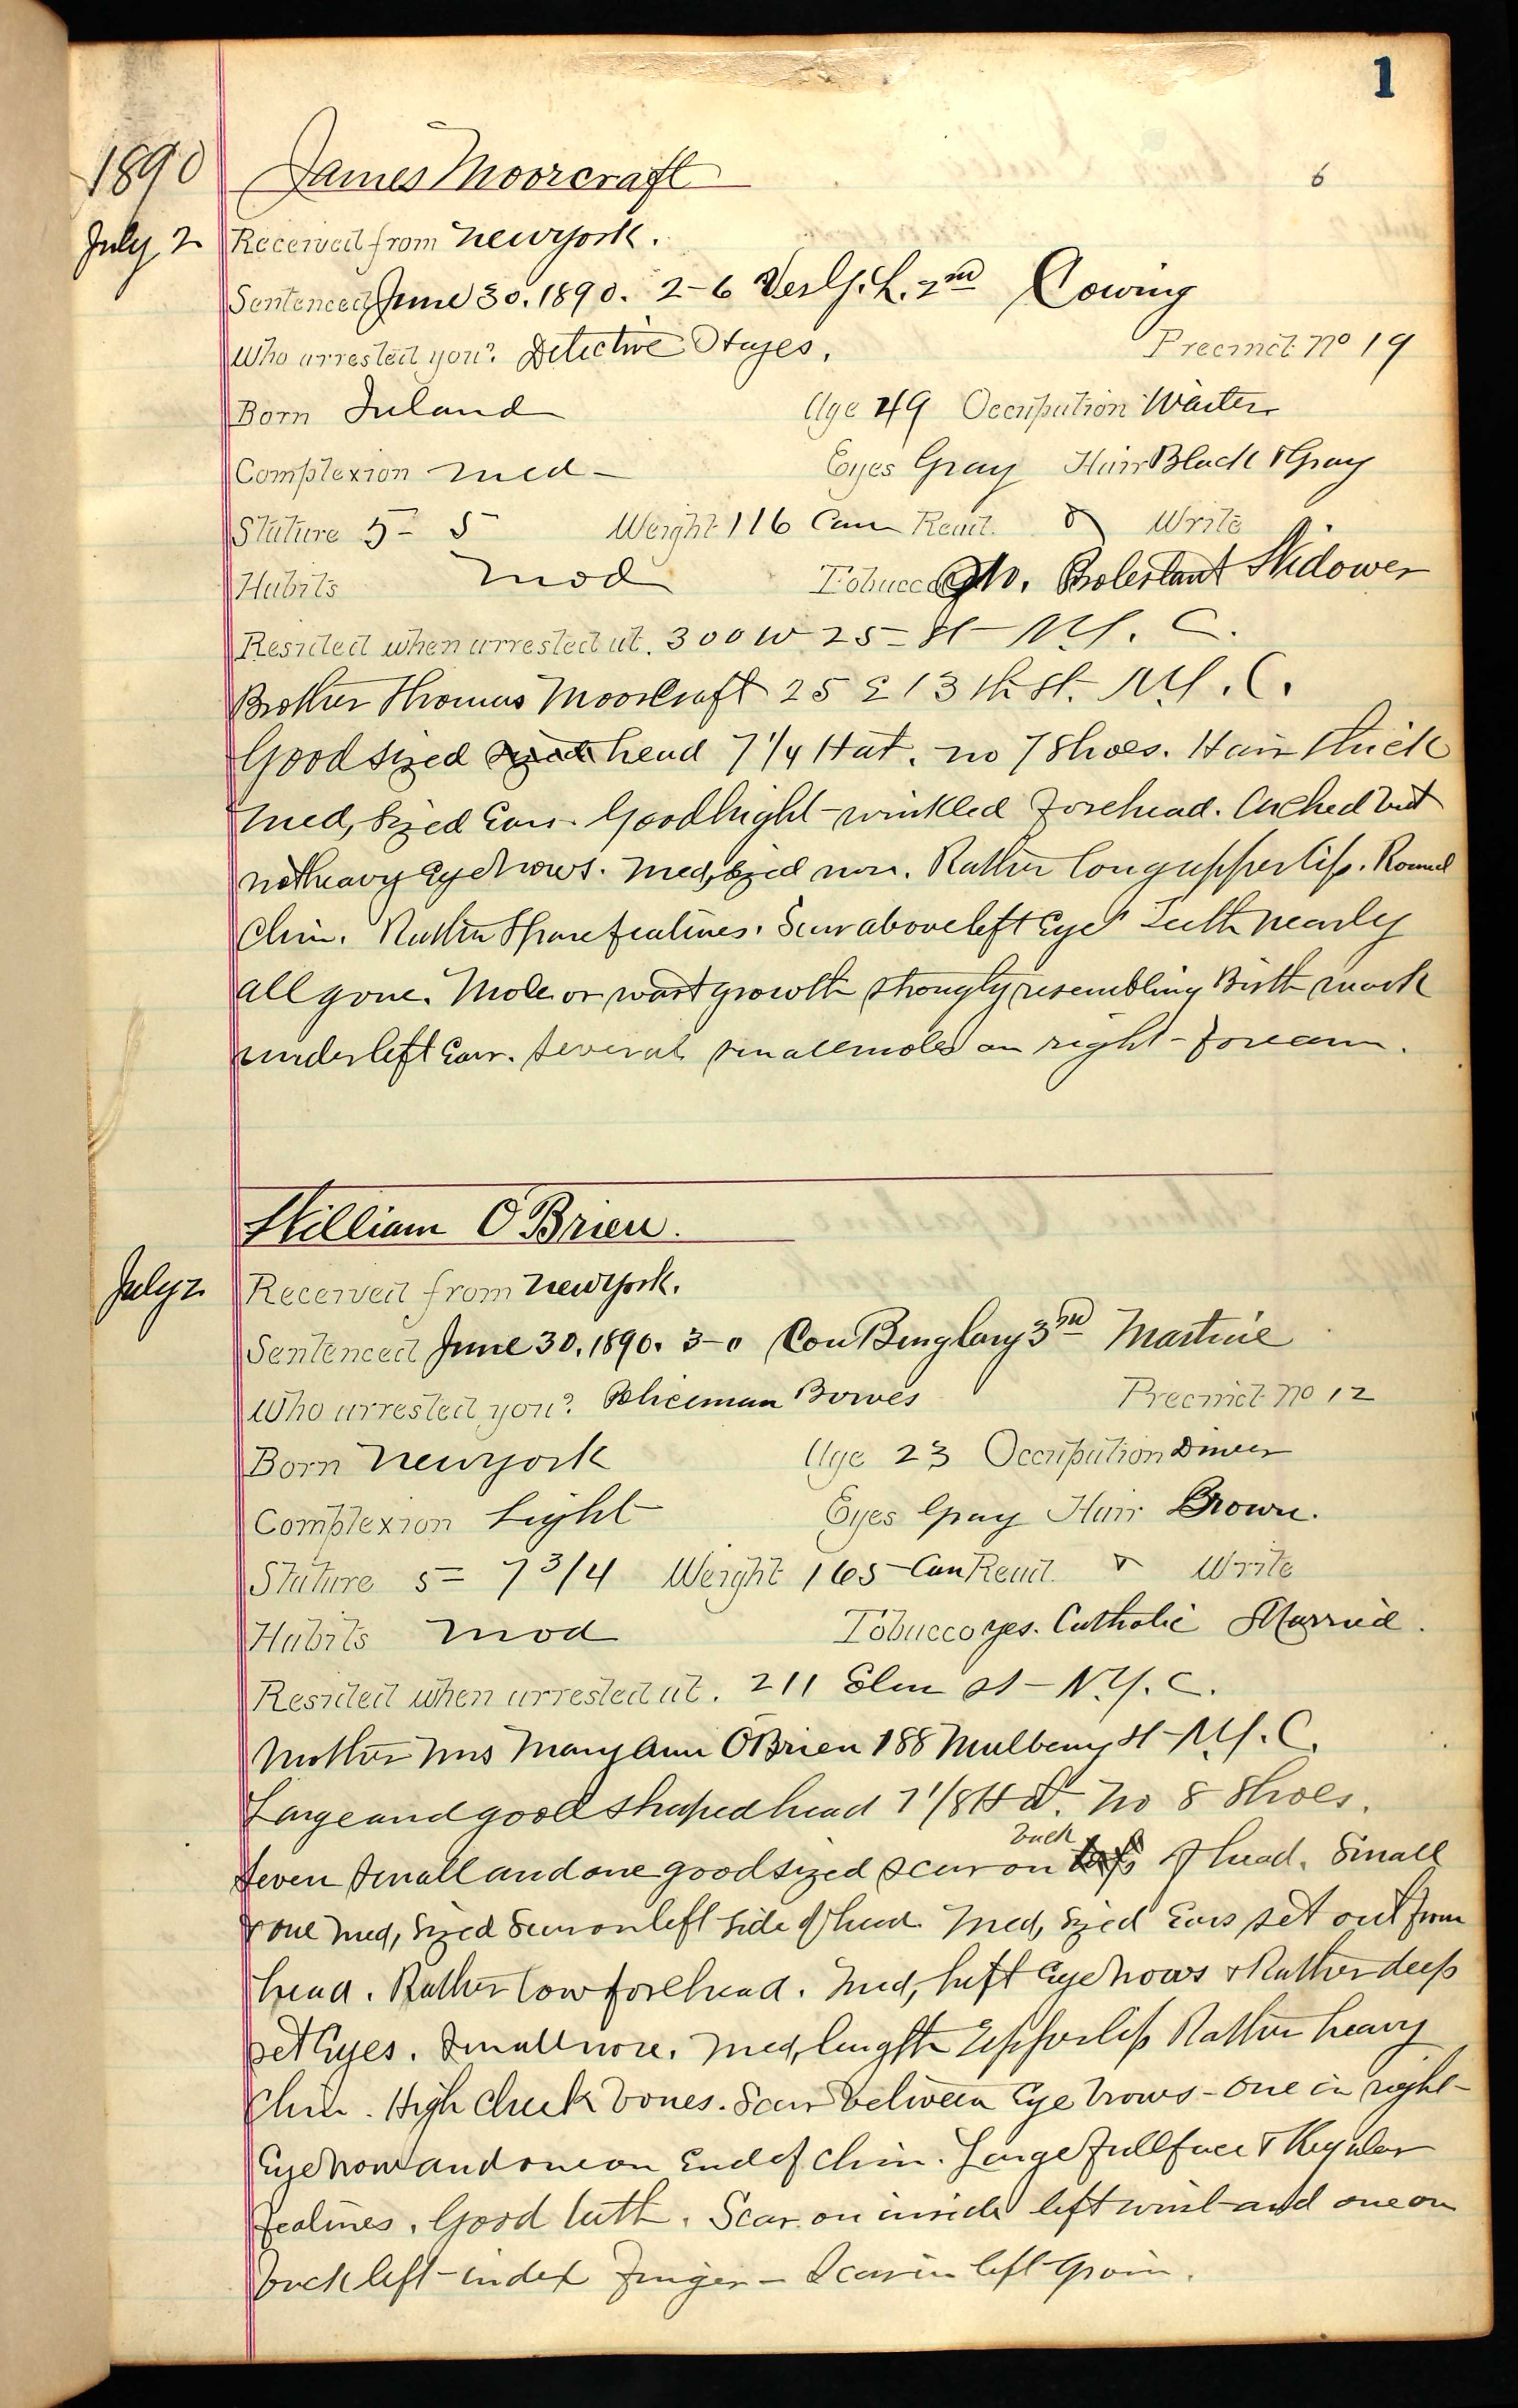 1
1890 James Moorcraft 6
July 2 Received from New York.
Sentenced June 30. 1890. 2-6 G. L. 2nd Cowing
Who arrested you? Detective Hayes. Precinct No 19
Born Ireland Age 49 Occupation Waiter
Complexion Med - Eyes Gray Hair Black & Gray
Stature 5 - 5 Weight 116 Can Read & Write
Habits Mod Tobacco Protestant Widower
Resided when arrested at. 300 W 25 - St - N.Y. C.
Brother Thomas Moorcraft 25 E 13th St. N.Y. C.
Good sized head 7 1/4 Hat. No 7 Shoes. Hair thick
Med, Sized Ears. Good hight - wrinkled forehead. Arched but
not heavy Eyebrows. Med, sized nose. Rather long upper lip. Round
Chin. Rather Spare features. Scar above left Eye. Teeth nearly
all gone. Mole or wart growth strongly resembling Birth mark
under left Ear. Several small moles on right - forearm.
William O'Brien.
July 2 Received from New York.
Sentenced June 30. 1890. 3-0 Con Burglary 3rd Martine
Who arrested you? Policeman Bowes Precinct No 12
Born New York Age 23 Occupation Driver
Complexion Light Eyes Gray Hair Brown.
Stature 5 = 7 3/4 Weight 165 - Can Read & Write
Habits Mod Tobacco yes. Catholic Married.
Resided when arrested at. 211 Elm St - N.Y. C.
Mother Mrs Mary Ann O'Brien 188 Mulberry St - N.Y. C.
Large and good shaped head 7 1/8 Hat. No 8 Shoes.
Seven small and one good sized scar on back of head. Small
& one Med, Sized Scar on left side of head. Med, Sized Ears set out from
head. Rather low forehead. Med, heft Eyebrows & Rather deep
set Eyes. Small nose. Med, length Upper lip Rather heavy
Chin. High Cheek bones. Scar between Eye brows - one in right -
Eyebrow and one on End of Chin. Large full face & Regular
features. Good teeth. Scar on inside left wrist and one on
back left - index finger - Scar in left groin.